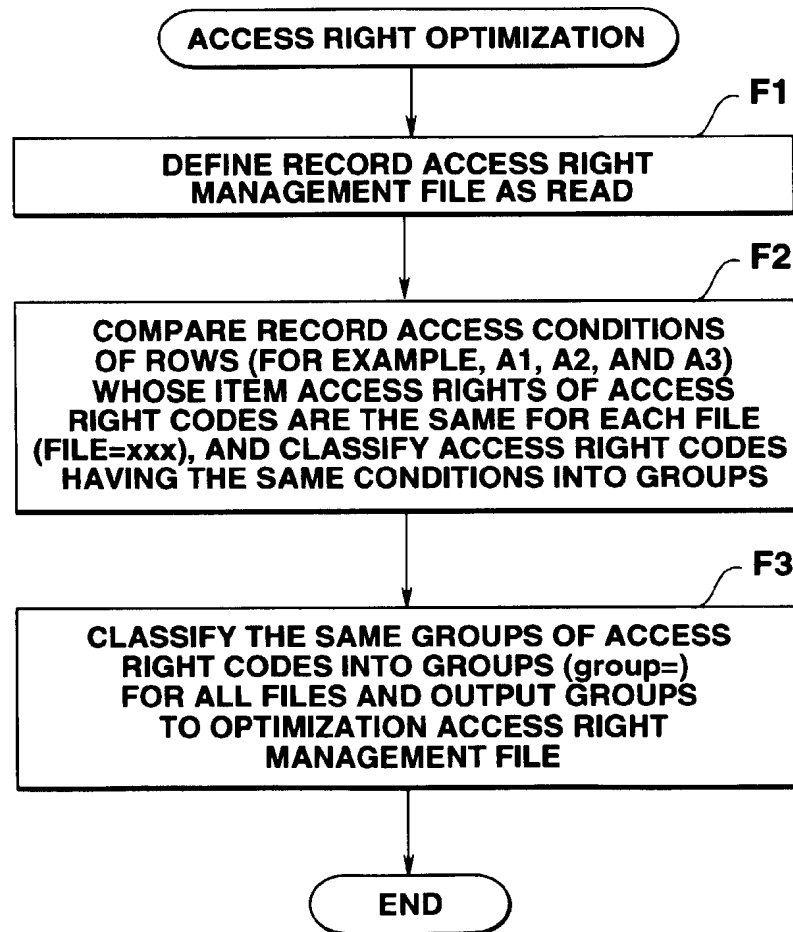 ACCESS RIGHT OPTIMIZATION
F1
DEFINE RECORD ACCESS RIGHT
MANAGEMENT FILE AS READ
F2
COMPARE RECORD ACCESS CONDITIONS
OF ROWS (FOR EXAMPLE, A1, A2, AND A3)
WHOSE ITEM ACCESS RIGHTS OF ACCESS
RIGHT CODES ARE THE SAME FOR EACH FILE
(FILE=xxx), AND CLASSIFY ACCESS RIGHT CODES
HAVING THE SAME CONDITIONS INTO GROUPS
F3
CLASSIFY THE SAME GROUPS OF ACCESS
RIGHT CODES INTO GROUPS (group=)
FOR ALL FILES AND OUTPUT GROUPS
TO OPTIMIZATION ACCESS RIGHT
MANAGEMENT FILE
END